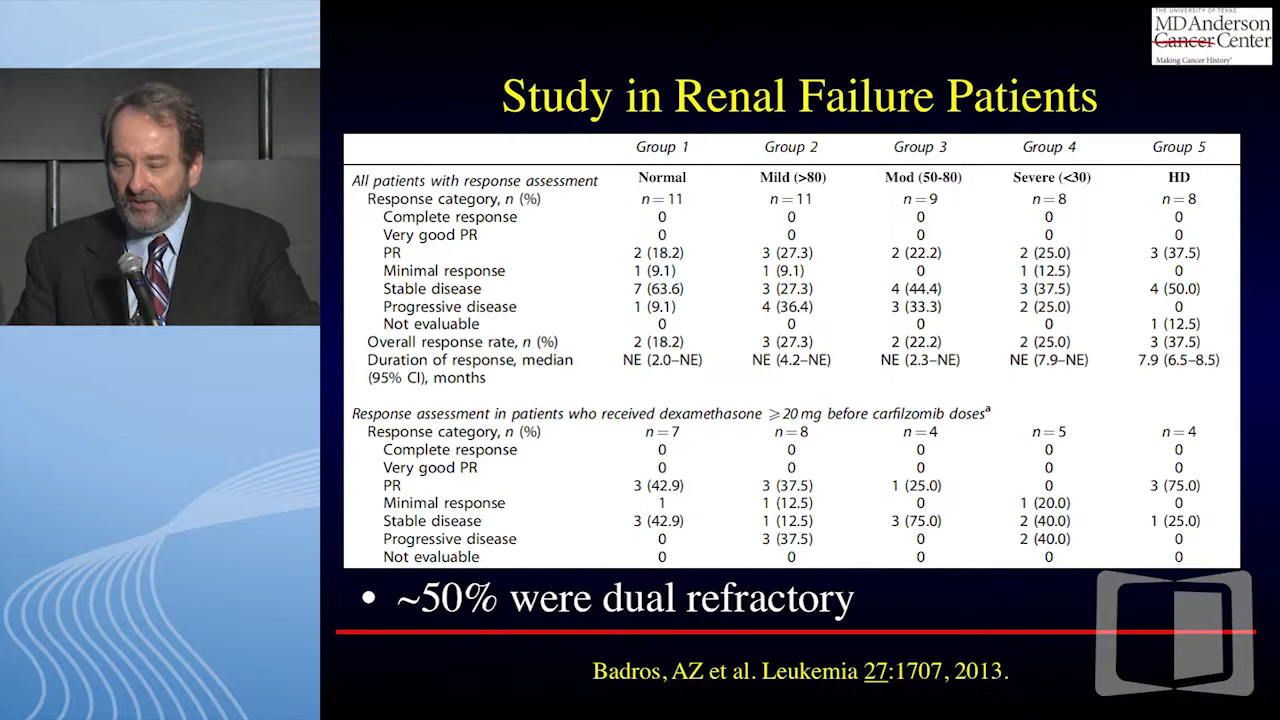 THE UNIVERSITY OF TEXAS
MD Anderson
Cancer Center
Making Cancer History®
Study in Renal Failure Patients
Group 1 Group 2 Group 3 Group 4 Group 5
All patients with response assessment Normal Mild (>80) Mod (50-80) Severe (<30) HD
Response category, n (%) n=11 n=11 n=9 n=8 n=8
Complete response 0 0 0 0 0
Very good PR 0 0 0 0 0
PR 2 (18.2) 3 (27.3) 2 (22.2) 2 (25.0) 3 (37.5)
Minimal response 1 (9.1) 1 (9.1) 0 1 (12.5) 0
Stable disease 7 (63.6) 3 (27.3) 4 (44.4) 3 (37.5) 4 (50.0)
Progressive disease 1 (9.1) 4 (36.4) 3 (33.3) 2 (25.0) 0
Not evaluable 0 0 0 0 1 (12.5)
Overall response rate, n (%) 2 (18.2) 3 (27.3) 2 (22.2) 2 (25.0) 3 (37.5)
Duration of response, median NE (2.0–NE) NE (4.2–NE) NE (2.3–NE) NE (7.9–NE) 7.9 (6.5–8.5)
(95% CI), months
Response assessment in patients who received dexamethasone ⩾20 mg before carfilzomib dosesᵃ
Response category, n (%) n=7 n=8 n=4 n=5 n=4
Complete response 0 0 0 0 0
Very good PR 0 0 0 0 0
PR 3 (42.9) 3 (37.5) 1 (25.0) 0 3 (75.0)
Minimal response 1 1 (12.5) 0 1 (20.0) 0
Stable disease 3 (42.9) 1 (12.5) 3 (75.0) 2 (40.0) 1 (25.0)
Progressive disease 0 3 (37.5) 0 2 (40.0) 0
Not evaluable 0 0 0 0 0
• ~50% were dual refractory
Badros, AZ et al. Leukemia 27:1707, 2013.